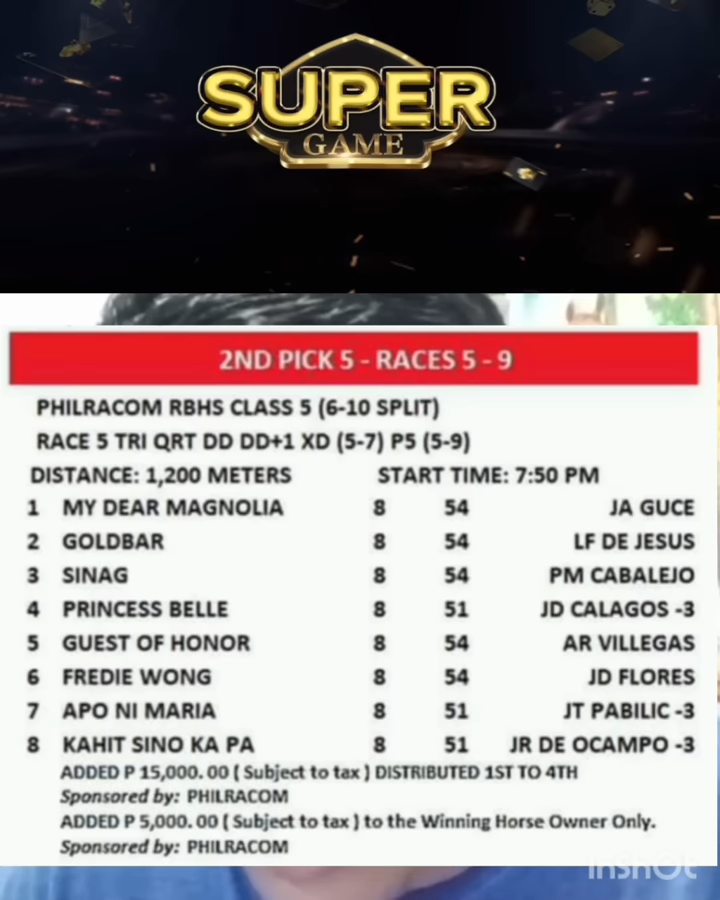 SUPER
GAME
2ND PICK 5 - RACES 5 - 9
PHILRACOM RBHS CLASS 5 (6-10 SPLIT)
RACE 5 TRI QRT DD DD+1 XD (5-7) P5 (5-9)
DISTANCE: 1,200 METERS START TIME: 7:50 PM
1 MY DEAR MAGNOLIA 8 54 JA GUCE
2 GOLDBAR 8 54 LF DE JESUS
3 SINAG 8 54 PM CABALEJO
4 PRINCESS BELLE 8 51 JD CALAGOS -3
5 GUEST OF HONOR 8 54 AR VILLEGAS
6 FREDIE WONG 8 54 JD FLORES
7 APO NI MARIA 8 51 JT PABILIC -3
8 KAHIT SINO KA PA 8 51 JR DE OCAMPO -3
ADDED P 15,000. 00 ( Subject to tax ) DISTRIBUTED 1ST TO 4TH
Sponsored by: PHILRACOM
ADDED P 5,000. 00 ( Subject to tax ) to the Winning Horse Owner Only.
Sponsored by: PHILRACOM
InShOt